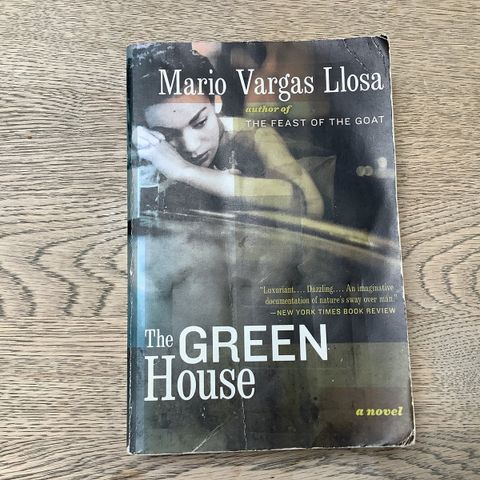 Mario Vargas Llosa
author of
THE FEAST OF THE GOAT
"Luxuriant.... Dazzling.... An imaginative
documentation of nature's sway over man."
—NEW YORK TIMES BOOK REVIEW
The GREEN
House
a novel